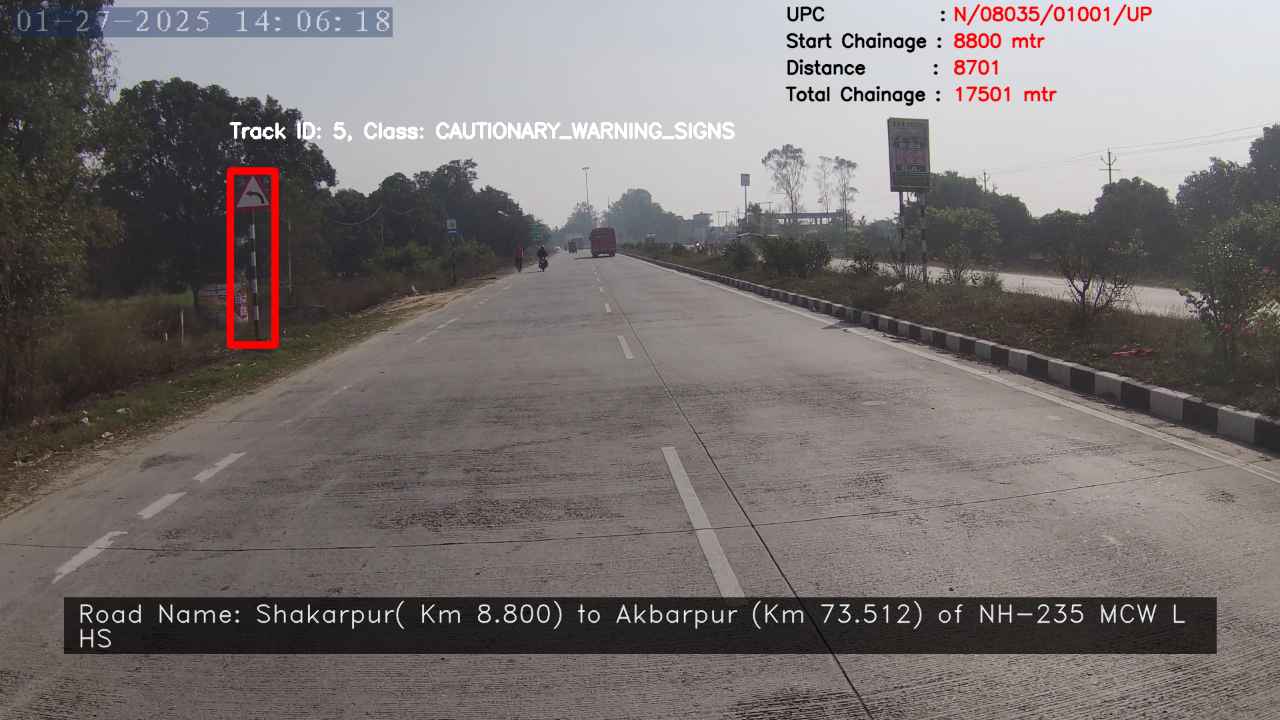 01-27-2025 14:06:18
UPC : N/08035/01001/UP
Start Chainage : 8800 mtr
Distance : 8701
Total Chainage : 17501 mtr
Track ID: 5, Class: CAUTIONARY_WARNING_SIGNS
Road Name: Shakarpur( Km 8.800) to Akbarpur (Km 73.512) of NH-235 MCW L
HS